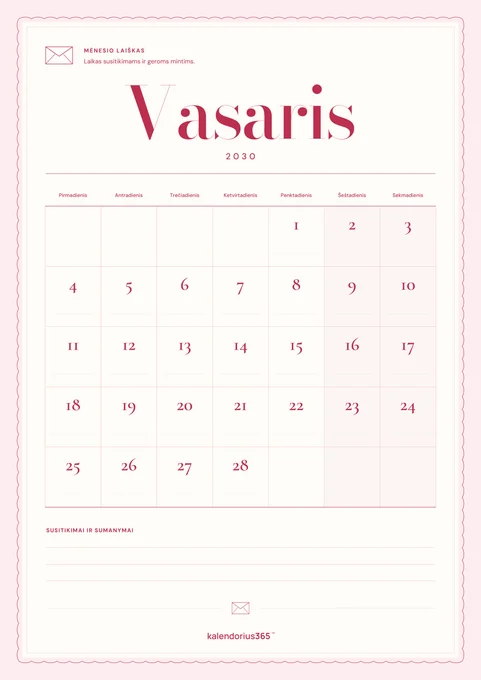 MĖNESIO LAIŠKAS
Laikas susitikimams ir geroms mintims.
Vasaris
2030
Pirmadienis Antradienis Trečiadienis Ketvirtadienis Penktadienis Šeštadienis Sekmadienis
1 2 3
4 5 6 7 8 9 10
11 12 13 14 15 16 17
18 19 20 21 22 23 24
25 26 27 28
SUSITIKIMAI IR SUMANYMAI
kalendorius365™